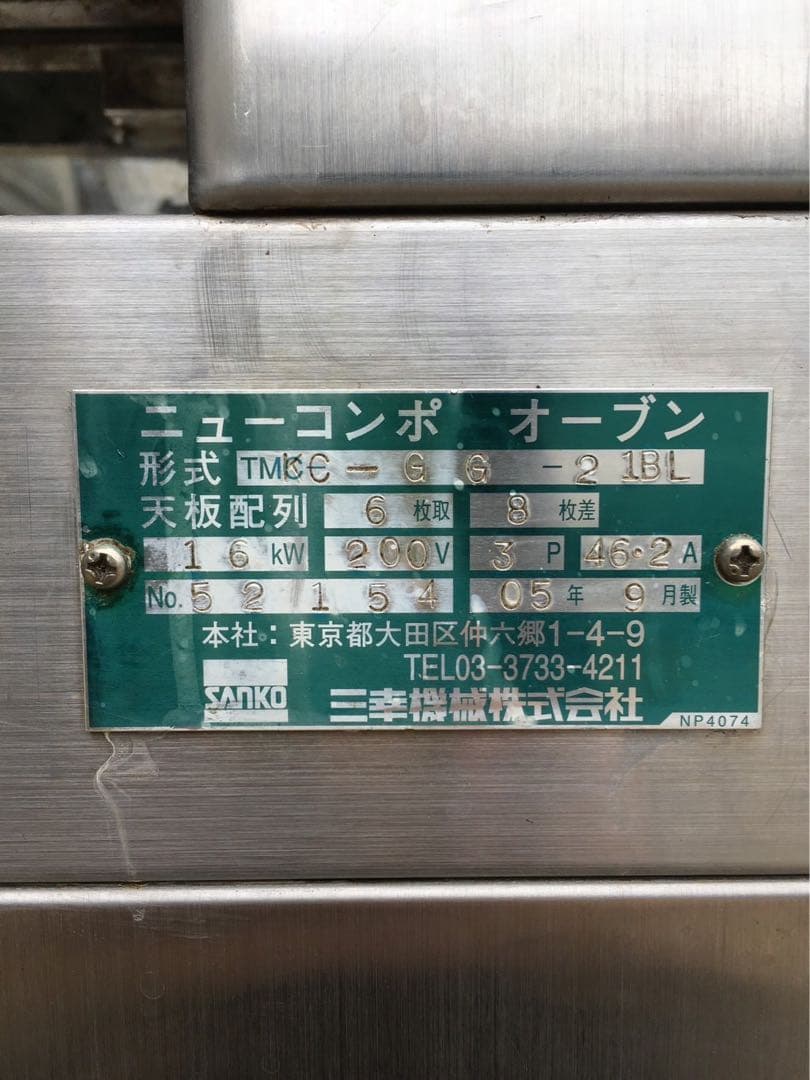 ニューコンポ オーブン
形式 TMC KC-GG-21BL
天板配列 6 枚取 8 枚差
16 kW 200 V 3 P 46.2 A
No. 52154 05 年 9 月製
本社：東京都大田区仲六郷1-4-9
TEL03-3733-4211
SANKO 三幸機械株式会社
NP4074